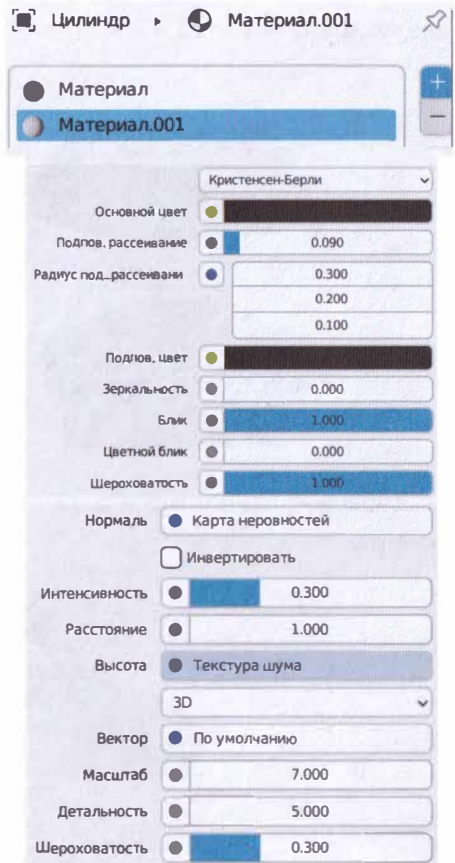 Цилиндр ▸ Материал.001
Материал
Материал.001
Кристенсен-Берли
Основной цвет
Подпов. рассеивание 0.090
Радиус под_рассеивани 0.300
0.200
0.100
Подпов. цвет
Зеркальность 0.000
Блик 1.000
Цветной блик 0.000
Шероховатость 1.000
Нормаль Карта неровностей
Инвертировать
Интенсивность 0.300
Расстояние 1.000
Высота Текстура шума
3D
Вектор По умолчанию
Масштаб 7.000
Детальность 5.000
Шероховатость 0.300